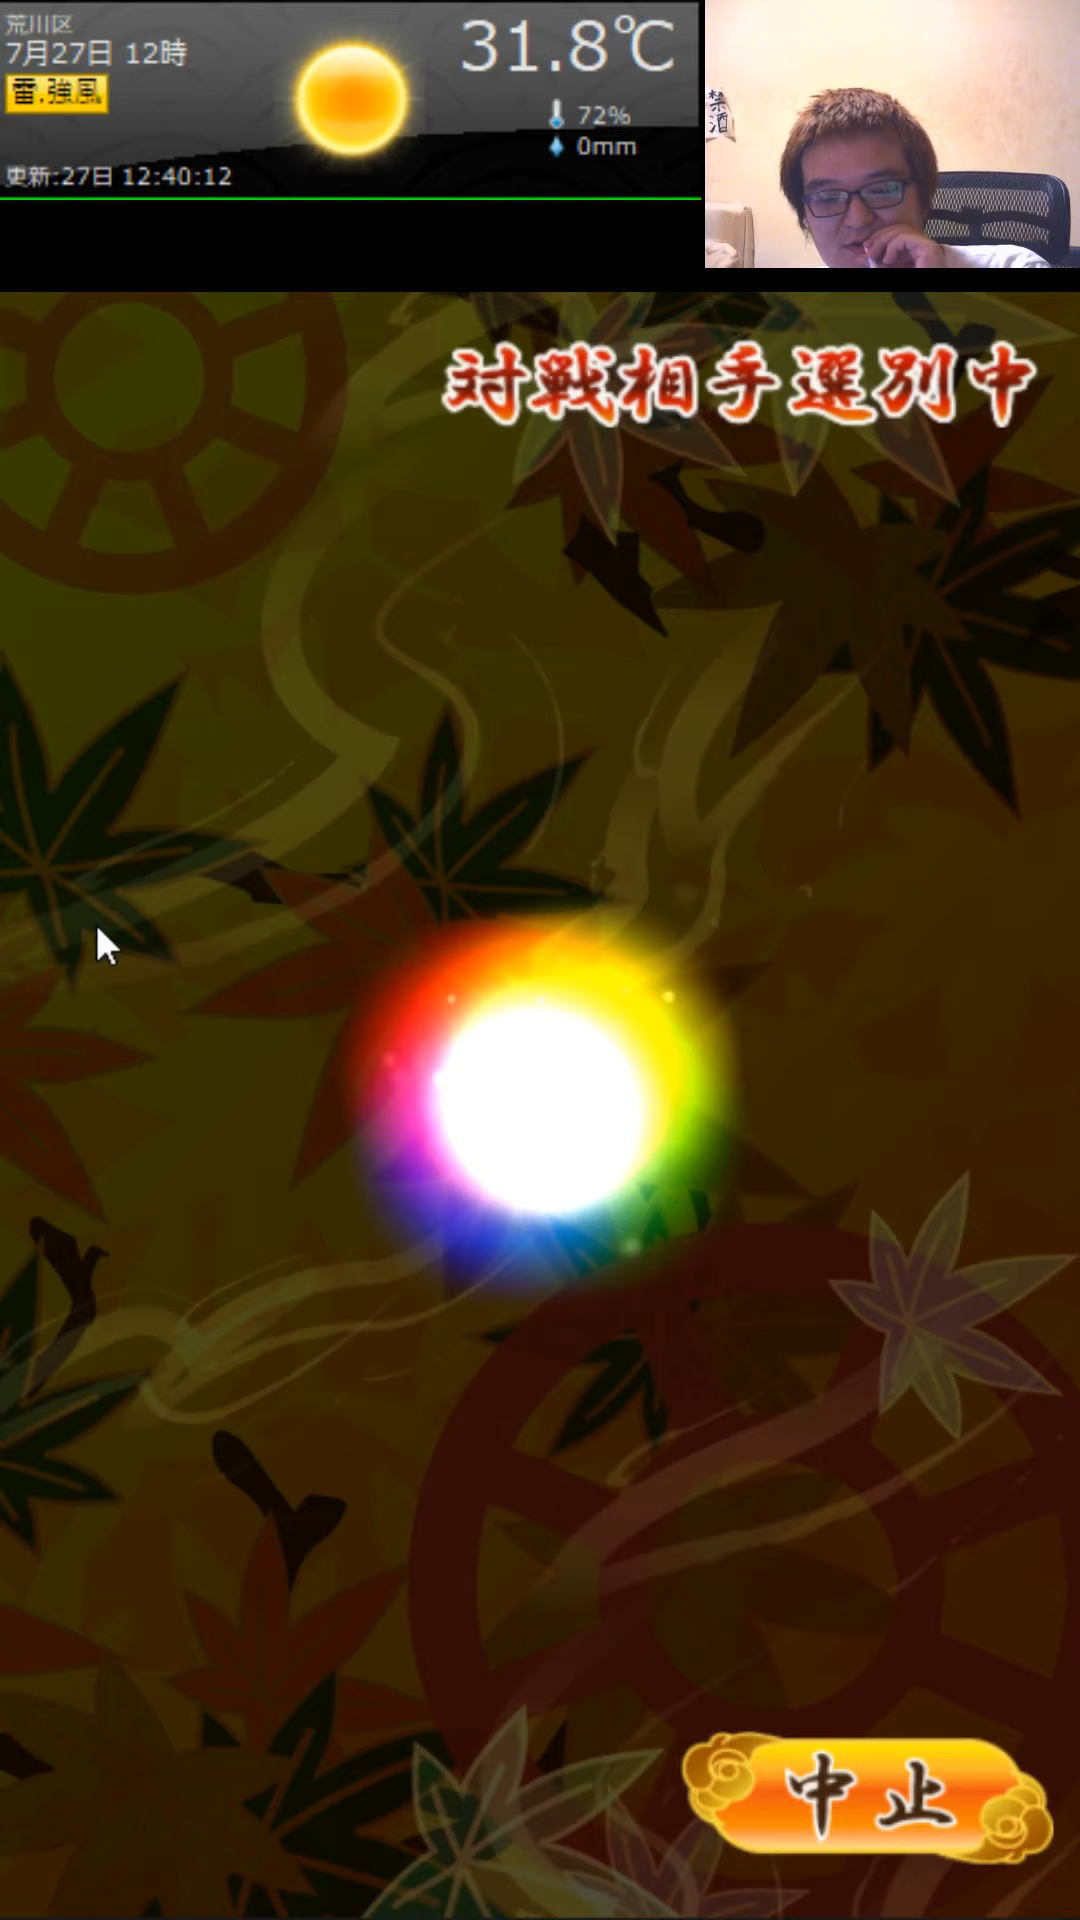 荒川区
7月27日 12時
雷,強風
更新:27日 12:40:12
31.8℃
72%
0mm
禁酒
対戦相手選別中
中止